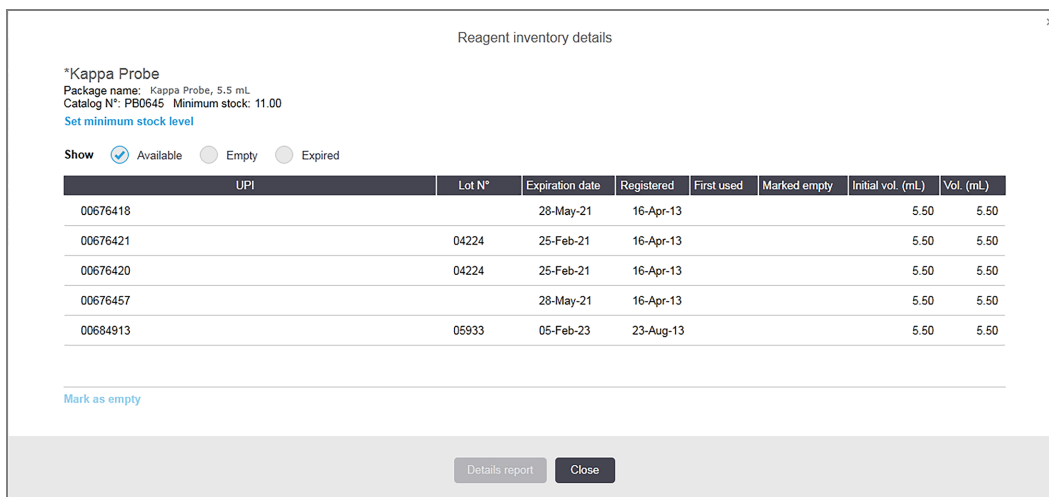 Reagent inventory details
*Kappa Probe
Package name: Kappa Probe, 5.5 mL
Catalog N°: PB0645 Minimum stock: 11.00
Set minimum stock level
Show Available Empty Expired
UPI Lot N° Expiration date Registered First used Marked empty Initial vol. (mL) Vol. (mL)
00676418 28-May-21 16-Apr-13 5.50 5.50
00676421 04224 25-Feb-21 16-Apr-13 5.50 5.50
00676420 04224 25-Feb-21 16-Apr-13 5.50 5.50
00676457 28-May-21 16-Apr-13 5.50 5.50
00684913 05933 05-Feb-23 23-Aug-13 5.50 5.50
Mark as empty
Details report Close